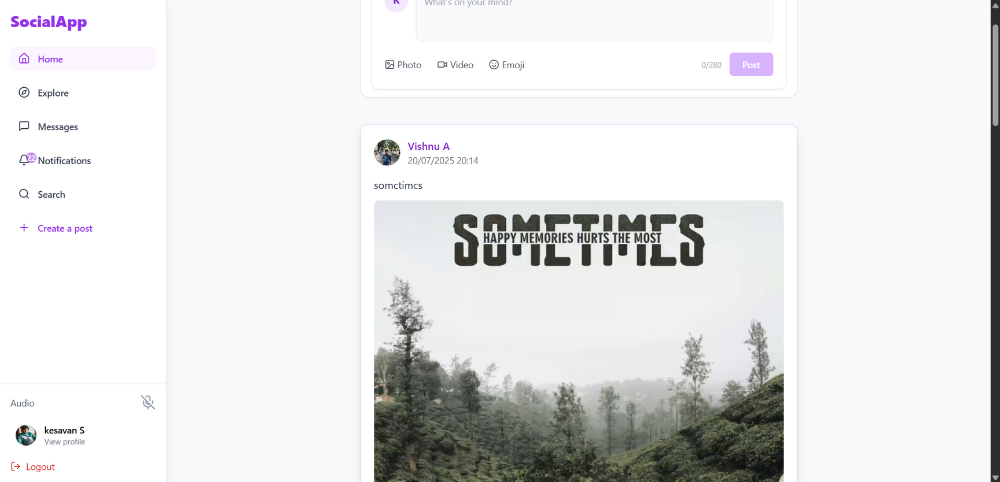 SocialApp
Home
Explore
Messages
22
Notifications
Search
Create a post
Audio
kesavan S
View profile
Logout
K
What's on your mind?
Photo
Video
Emoji
0/280
Post
Vishnu A
20/07/2025 20:14
somctimcs
SOMETIMES
HAPPY MEMORIES HURTS THE MOST